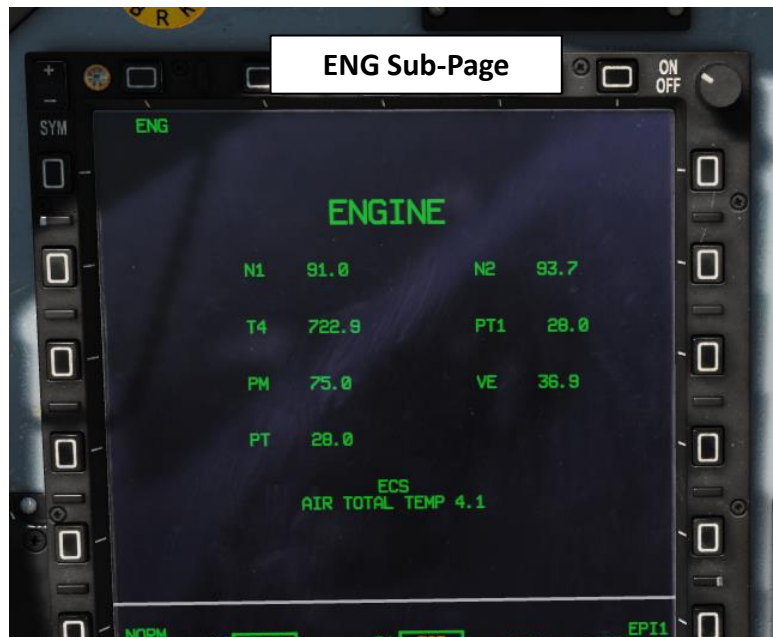 R
ENG Sub-Page
ON
OFF
+
-
SYM
ENG
ENGINE
N1 91.0 N2 93.7
T4 722.9 PT1 28.0
PM 75.0 VE 36.9
PT 28.0
ECS
AIR TOTAL TEMP 4.1
NORM EPI1